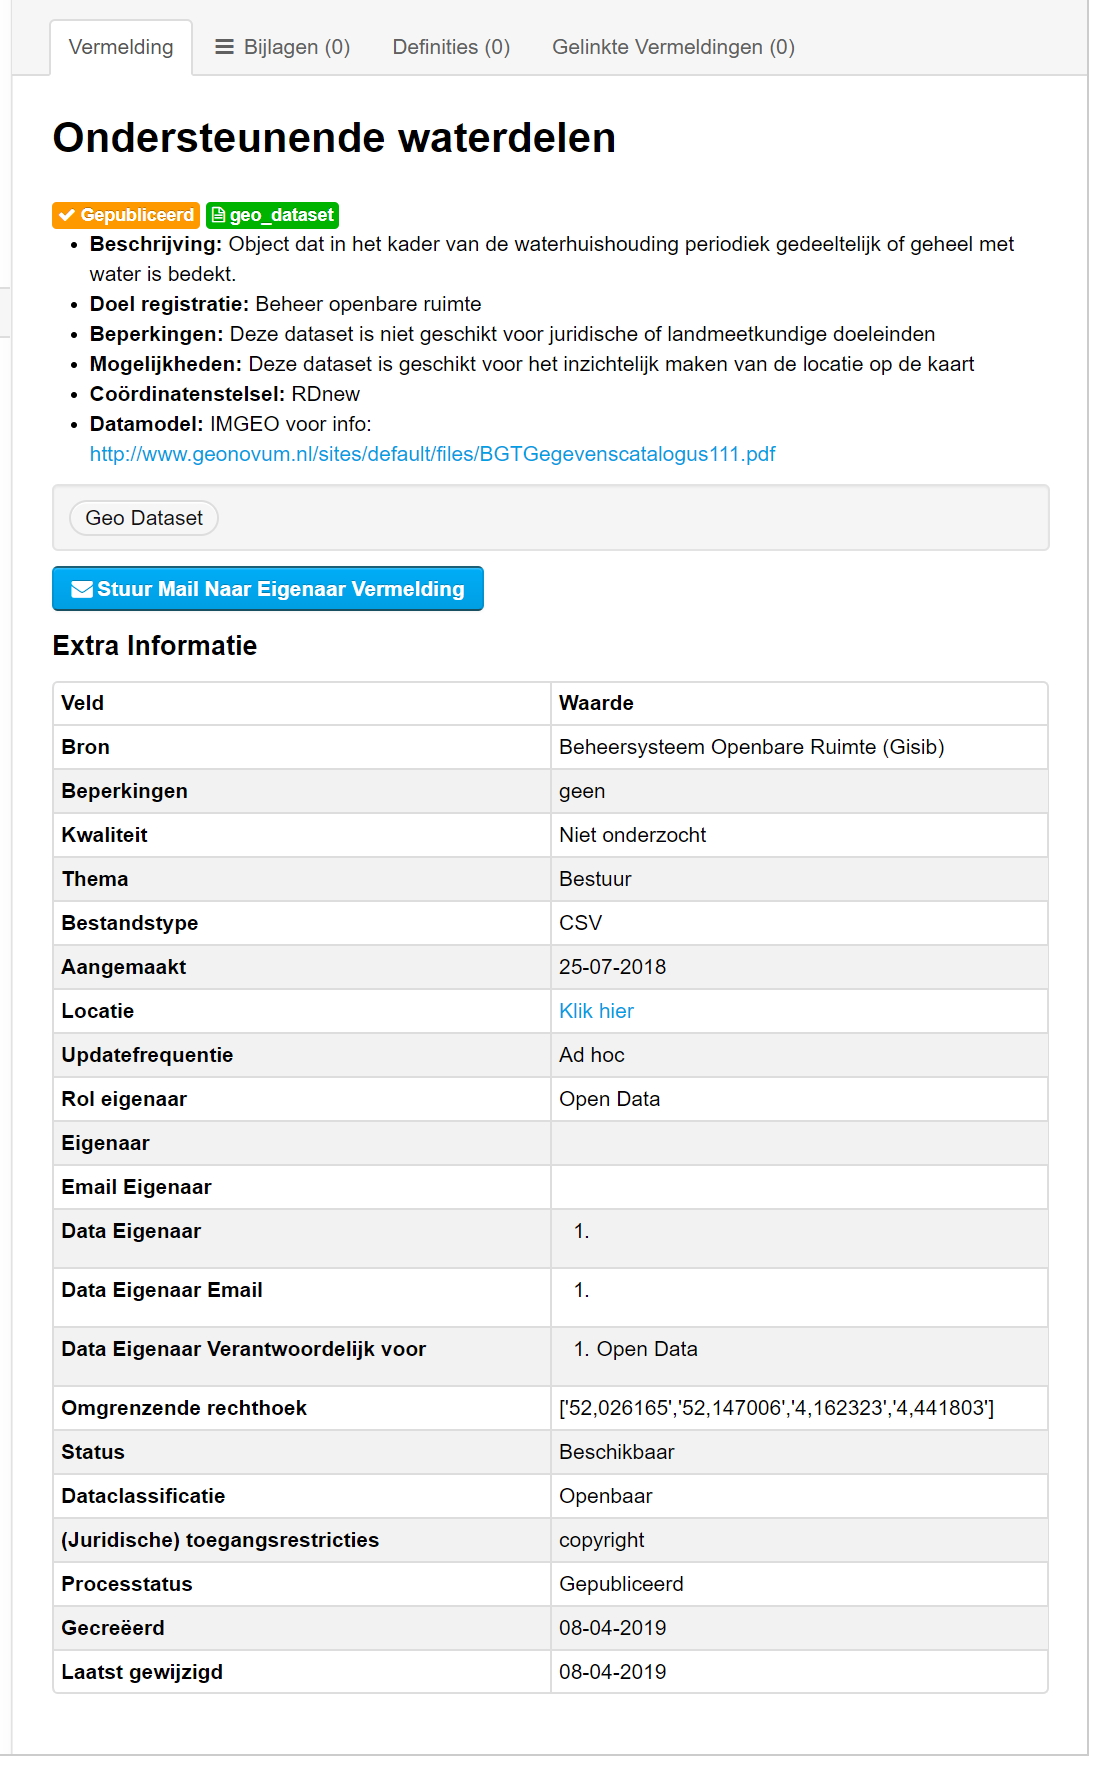 Vermelding
Bijlagen (0)
Definities (0)
Gelinkte Vermeldingen (0)
Ondersteunende waterdelen
Gepubliceerd geo_dataset
• Beschrijving: Object dat in het kader van de waterhuishouding periodiek gedeeltelijk of geheel met
water is bedekt.
• Doel registratie: Beheer openbare ruimte
• Beperkingen: Deze dataset is niet geschikt voor juridische of landmeetkundige doeleinden
• Mogelijkheden: Deze dataset is geschikt voor het inzichtelijk maken van de locatie op de kaart
• Coördinatenstelsel: RDnew
• Datamodel: IMGEO voor info:
http://www.geonovum.nl/sites/default/files/BGTGegevenscatalogus111.pdf
Geo Dataset
Stuur Mail Naar Eigenaar Vermelding
Extra Informatie
Veld Waarde
Bron Beheersysteem Openbare Ruimte (Gisib)
Beperkingen geen
Kwaliteit Niet onderzocht
Thema Bestuur
Bestandstype CSV
Aangemaakt 25-07-2018
Locatie Klik hier
Updatefrequentie Ad hoc
Rol eigenaar Open Data
Eigenaar
Email Eigenaar
Data Eigenaar 1.
Data Eigenaar Email 1.
Data Eigenaar Verantwoordelijk voor 1. Open Data
Omgrenzende rechthoek ['52,026165','52,147006','4,162323','4,441803']
Status Beschikbaar
Dataclassificatie Openbaar
(Juridische) toegangsrestricties copyright
Processtatus Gepubliceerd
Gecreëerd 08-04-2019
Laatst gewijzigd 08-04-2019